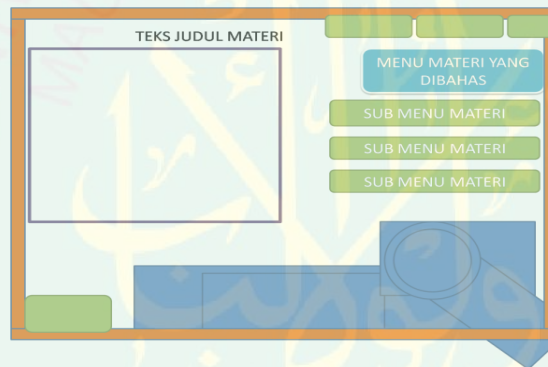 TEKS JUDUL MATERI
MENU MATERI YANG
DIBAHAS
SUB MENU MATERI
SUB MENU MATERI
SUB MENU MATERI